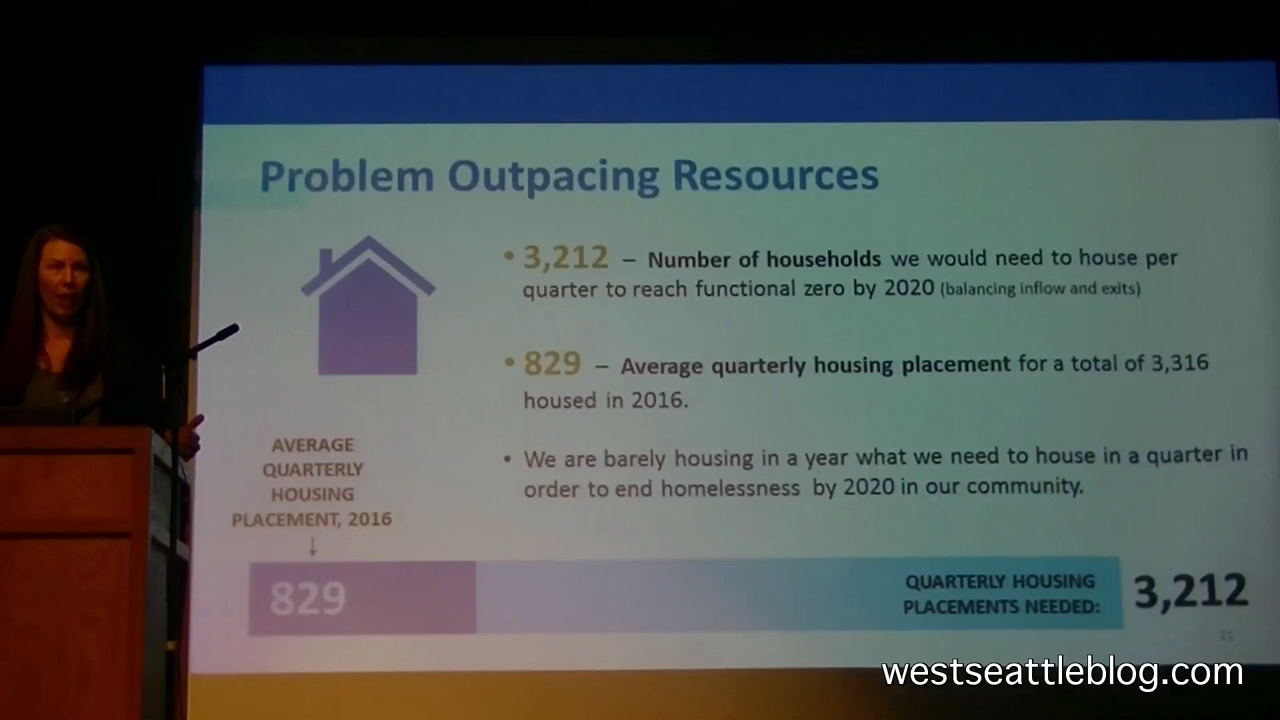 Problem Outpacing Resources
• 3,212 – Number of households we would need to house per
quarter to reach functional zero by 2020 (balancing inflow and exits)
• 829 – Average quarterly housing placement for a total of 3,316
housed in 2016.
• We are barely housing in a year what we need to house in a quarter in
order to end homelessness by 2020 in our community.
AVERAGE
QUARTERLY
HOUSING
PLACEMENT, 2016
829
QUARTERLY HOUSING
PLACEMENTS NEEDED:
3,212
westseattleblog.com